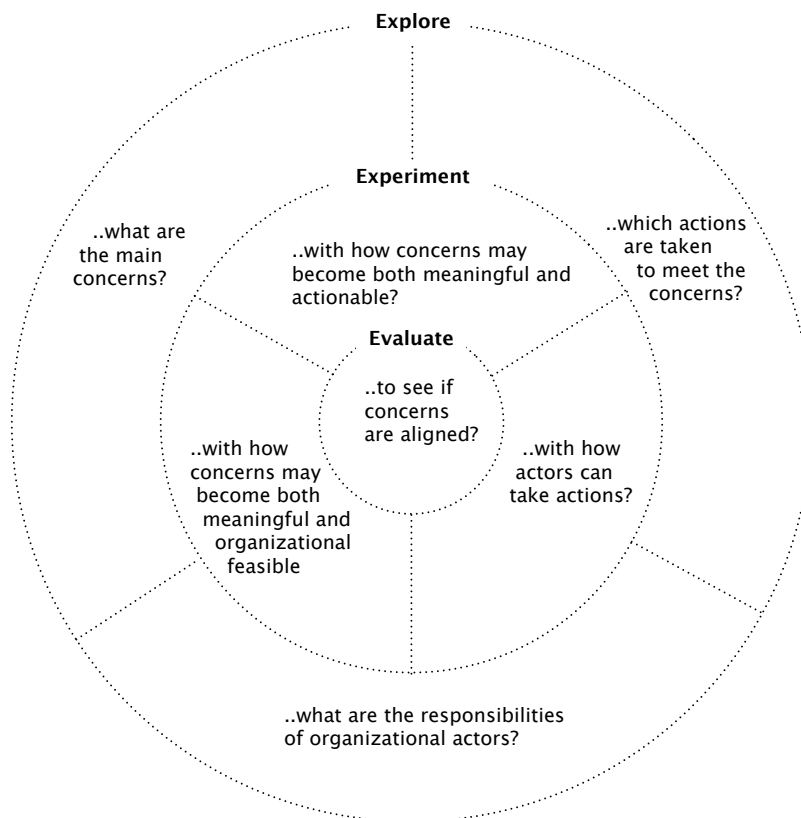 Explore
Experiment
..what are
the main
concerns?
..which actions
are taken
to meet the
concerns?
..with how concerns may
become both meaningful and
actionable?
Evaluate
..to see if
concerns
are aligned?
..with how
concerns may
become both
meaningful and
organizational
feasible
..with how
actors can
take actions?
..what are the responsibilities
of organizational actors?